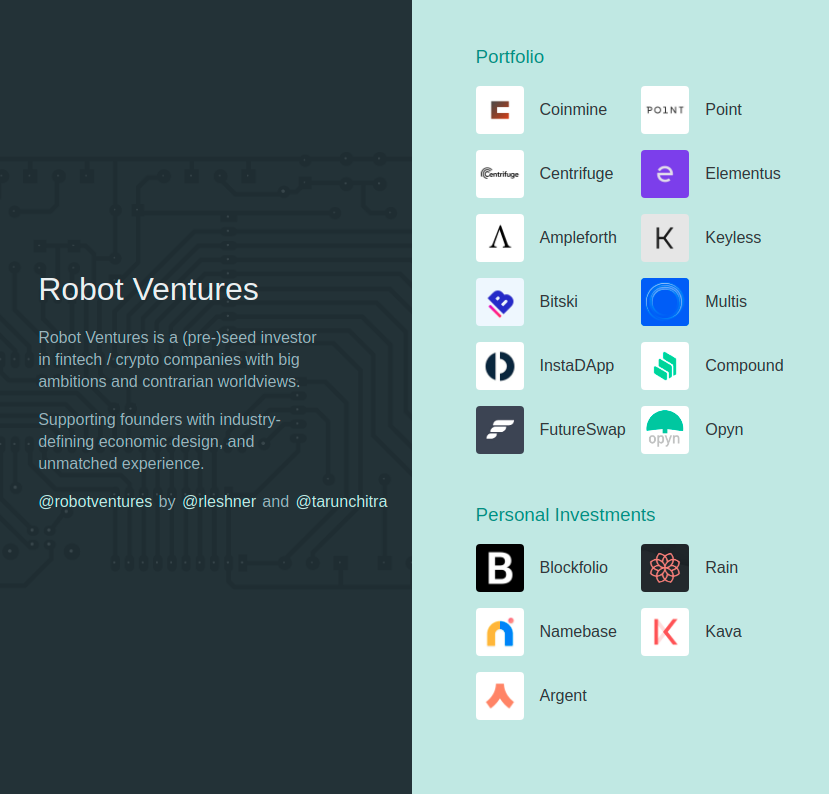 Robot Ventures
Robot Ventures is a (pre-)seed investor
in fintech / crypto companies with big
ambitions and contrarian worldviews.
Supporting founders with industry-
defining economic design, and
unmatched experience.
@robotventures by @rleshner and @tarunchitra
Portfolio
Coinmine
PO1NT Point
Centrifuge Centrifuge
Elementus
Ampleforth
Keyless
Bitski
Multis
InstaDApp
Compound
FutureSwap
opyn Opyn
Personal Investments
B Blockfolio
Rain
Namebase
Kava
Argent